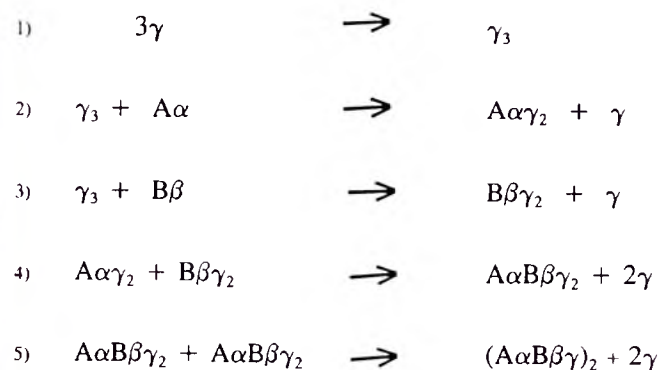 1) 3γ → γ₃
2) γ₃ + Aα → Aαγ₂ + γ
3) γ₃ + Bβ → Bβγ₂ + γ
4) Aαγ₂ + Bβγ₂ → AαBβγ₂ + 2γ
5) AαBβγ₂ + AαBβγ₂ → (AαBβγ)₂ + 2γ